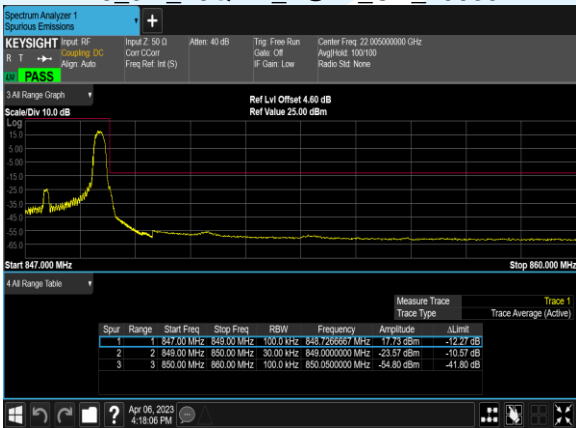 Spectrum Analyzer 1
Spurious Emissions
+
KEYSIGHT Input: RF Input Z: 50 Ω Atten: 40 dB Trig: Free Run Center Freq: 22.005000000 GHz
R T Coupling: DC Corr CCorr Gate: Off Avg|Hold: 100/100
Align: Auto Freq Ref: Int (S) IF Gain: Low Radio Std: None
PASS
3 All Range Graph
Ref Lvl Offset 4.60 dB
Scale/Div 10.0 dB Ref Value 25.00 dBm
Log
15.0
5.00
-5.00
-15.0
-25.0
-35.0
-45.0
-55.0
-65.0
Start 847.000 MHz Stop 860.000 MHz
4 All Range Table
Measure Trace Trace 1
Trace Type Trace Average (Active)
Spur Range Start Freq Stop Freq RBW Frequency Amplitude ΔLimit
1 1 847.00 MHz 849.00 MHz 100.0 kHz 848.7266667 MHz 17.73 dBm -12.27 dB
2 2 849.00 MHz 850.00 MHz 30.00 kHz 849.0000000 MHz -23.57 dBm -10.57 dB
3 3 850.00 MHz 860.00 MHz 100.0 kHz 850.0500000 MHz -54.80 dBm -41.80 dB
? Apr 06, 2023
4:18:06 PM